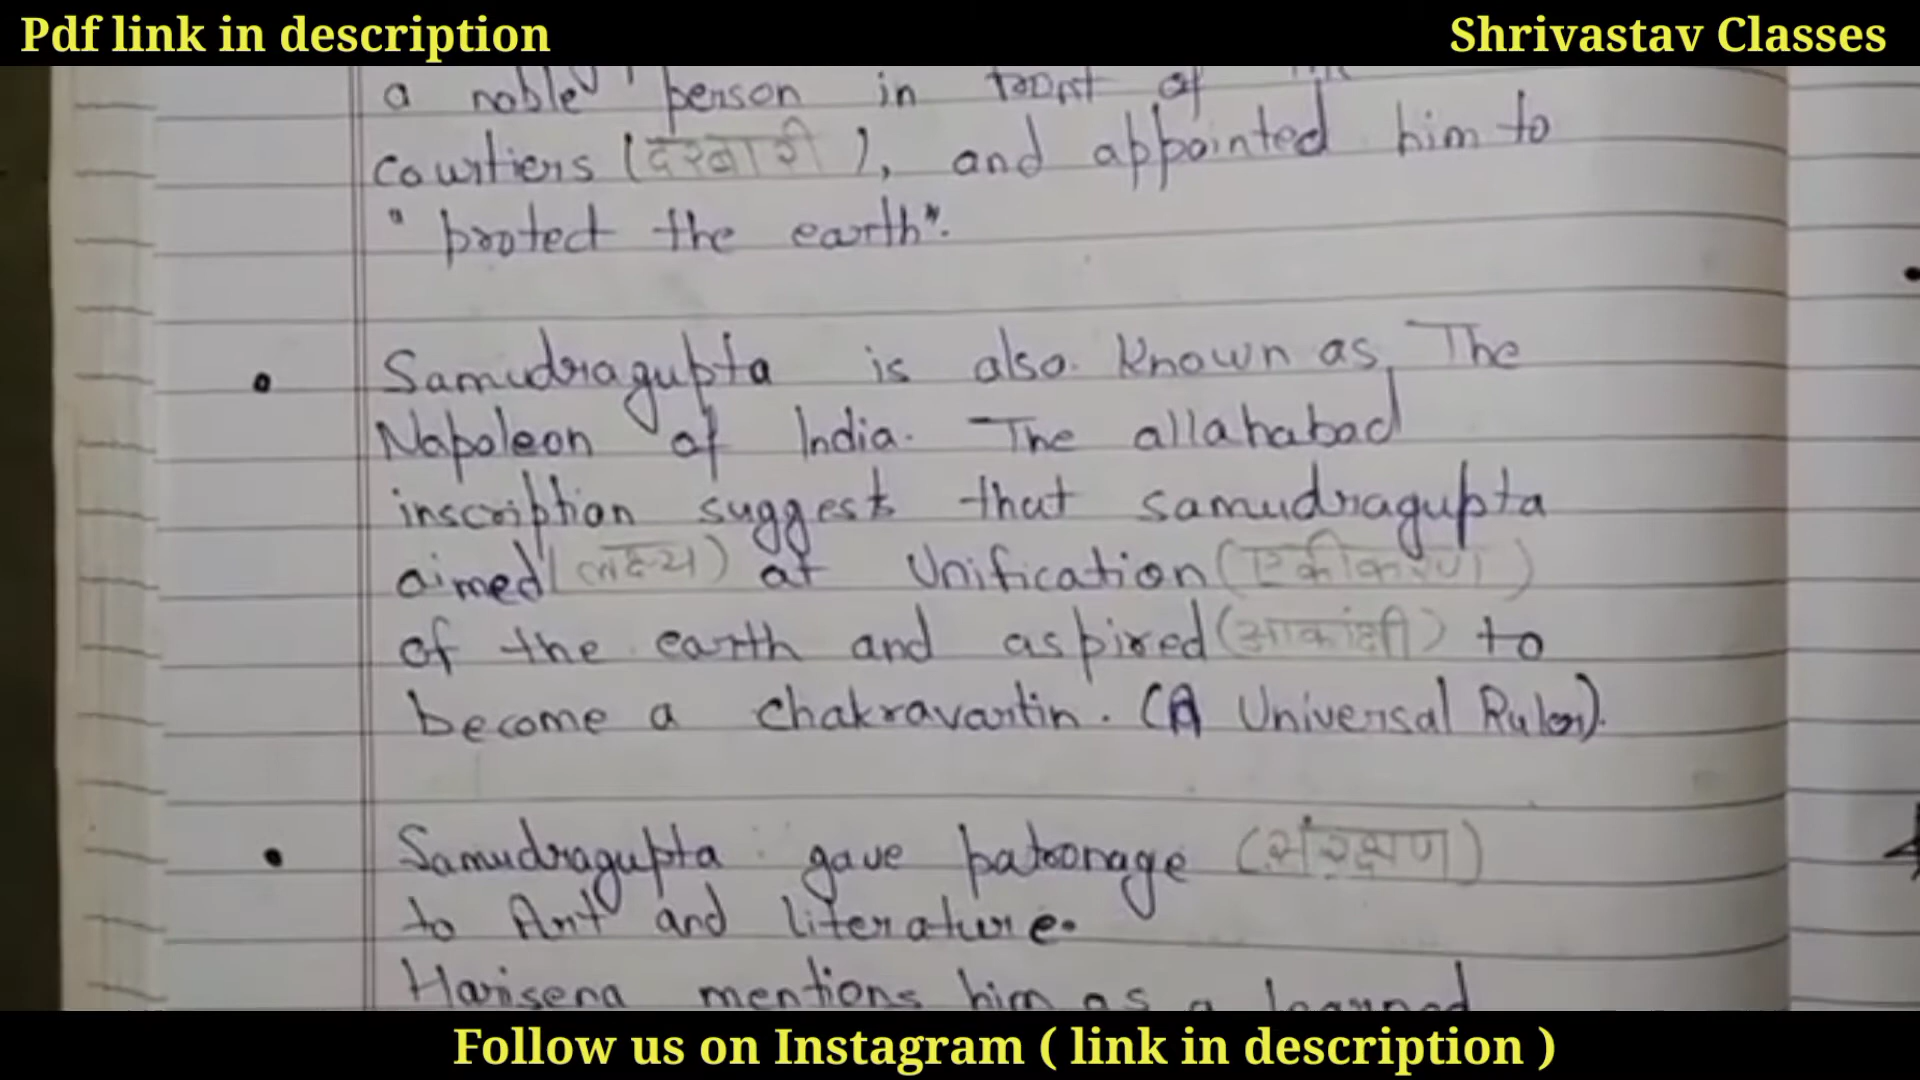 Pdf link in description
Shrivastav Classes
a noble person in front of
courtiers (दरबारी), and appointed him to
" protect the earth".
• Samudragupta is also known as The
Napoleon of India. The allahabad
inscription suggests that samudragupta
aimed (लक्ष्य) at Unification (एकीकरण)
of the earth and aspired (आकांक्षी) to
become a chakravartin. (A Universal Ruler).
• Samudragupta gave patronage (संरक्षण)
to Art and literature.
Harisena mentions him as a learned
Follow us on Instagram ( link in description )